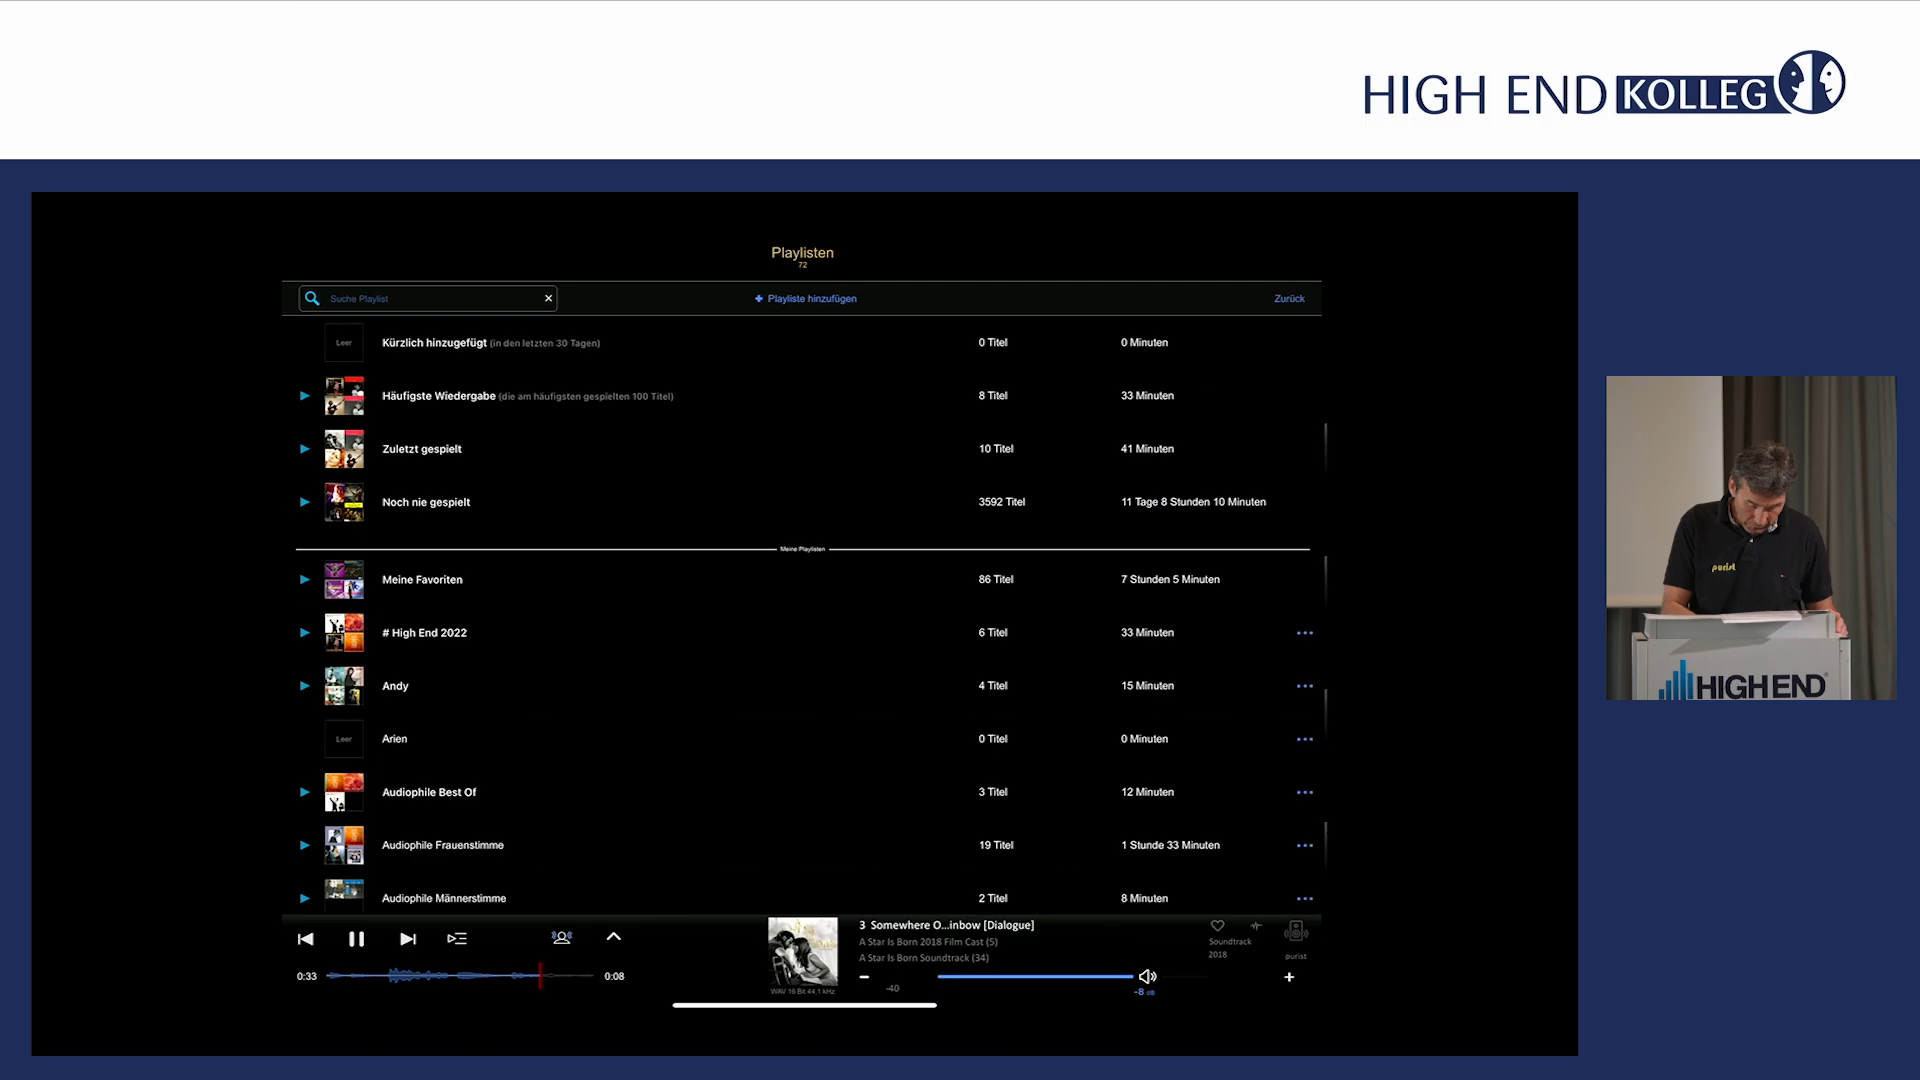 HIGH END KOLLEG
Playlisten
72
Suche Playlist
Playliste hinzufügen
Zurück
Leer
Kürzlich hinzugefügt (in den letzten 30 Tagen)
0 Titel
0 Minuten
Häufigste Wiedergabe (die am häufigsten gespielten 100 Titel)
8 Titel
33 Minuten
Zuletzt gespielt
10 Titel
41 Minuten
Noch nie gespielt
3592 Titel
11 Tage 8 Stunden 10 Minuten
Meine Playlisten
Meine Favoriten
86 Titel
7 Stunden 5 Minuten
# High End 2022
6 Titel
33 Minuten
Andy
4 Titel
15 Minuten
Leer
Arien
0 Titel
0 Minuten
Audiophile Best Of
3 Titel
12 Minuten
Audiophile Frauenstimme
19 Titel
1 Stunde 33 Minuten
Audiophile Männerstimme
2 Titel
8 Minuten
0:33
0:08
WAV 16 Bit 44,1 kHz
3 Somewhere O...inbow [Dialogue]
A Star Is Born 2018 Film Cast (5)
A Star Is Born Soundtrack (34)
-40
-8 dB
Soundtrack
2018
purist
purist
HIGH END